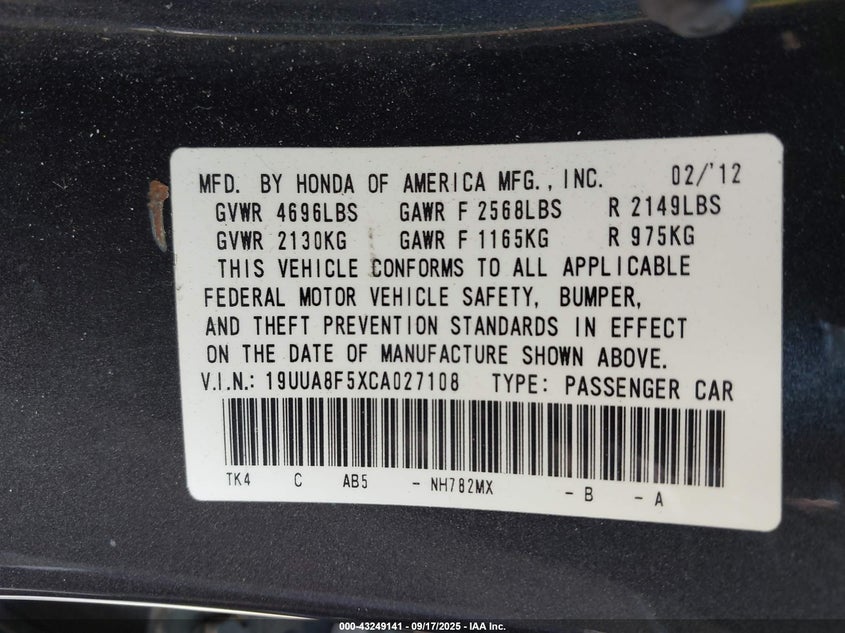 MFD. BY HONDA OF AMERICA MFG., INC. 02/'12
GVWR 4696LBS GAWR F 2568LBS R 2149LBS
GVWR 2130KG GAWR F 1165KG R 975KG
THIS VEHICLE CONFORMS TO ALL APPLICABLE
FEDERAL MOTOR VEHICLE SAFETY, BUMPER,
AND THEFT PREVENTION STANDARDS IN EFFECT
ON THE DATE OF MANUFACTURE SHOWN ABOVE.
V.I.N.: 19UUA8F5XCA027108 TYPE: PASSENGER CAR
TK4 C AB5 - NH782MX - B - A
000-43249141 - 09/17/2025 - IAA Inc.